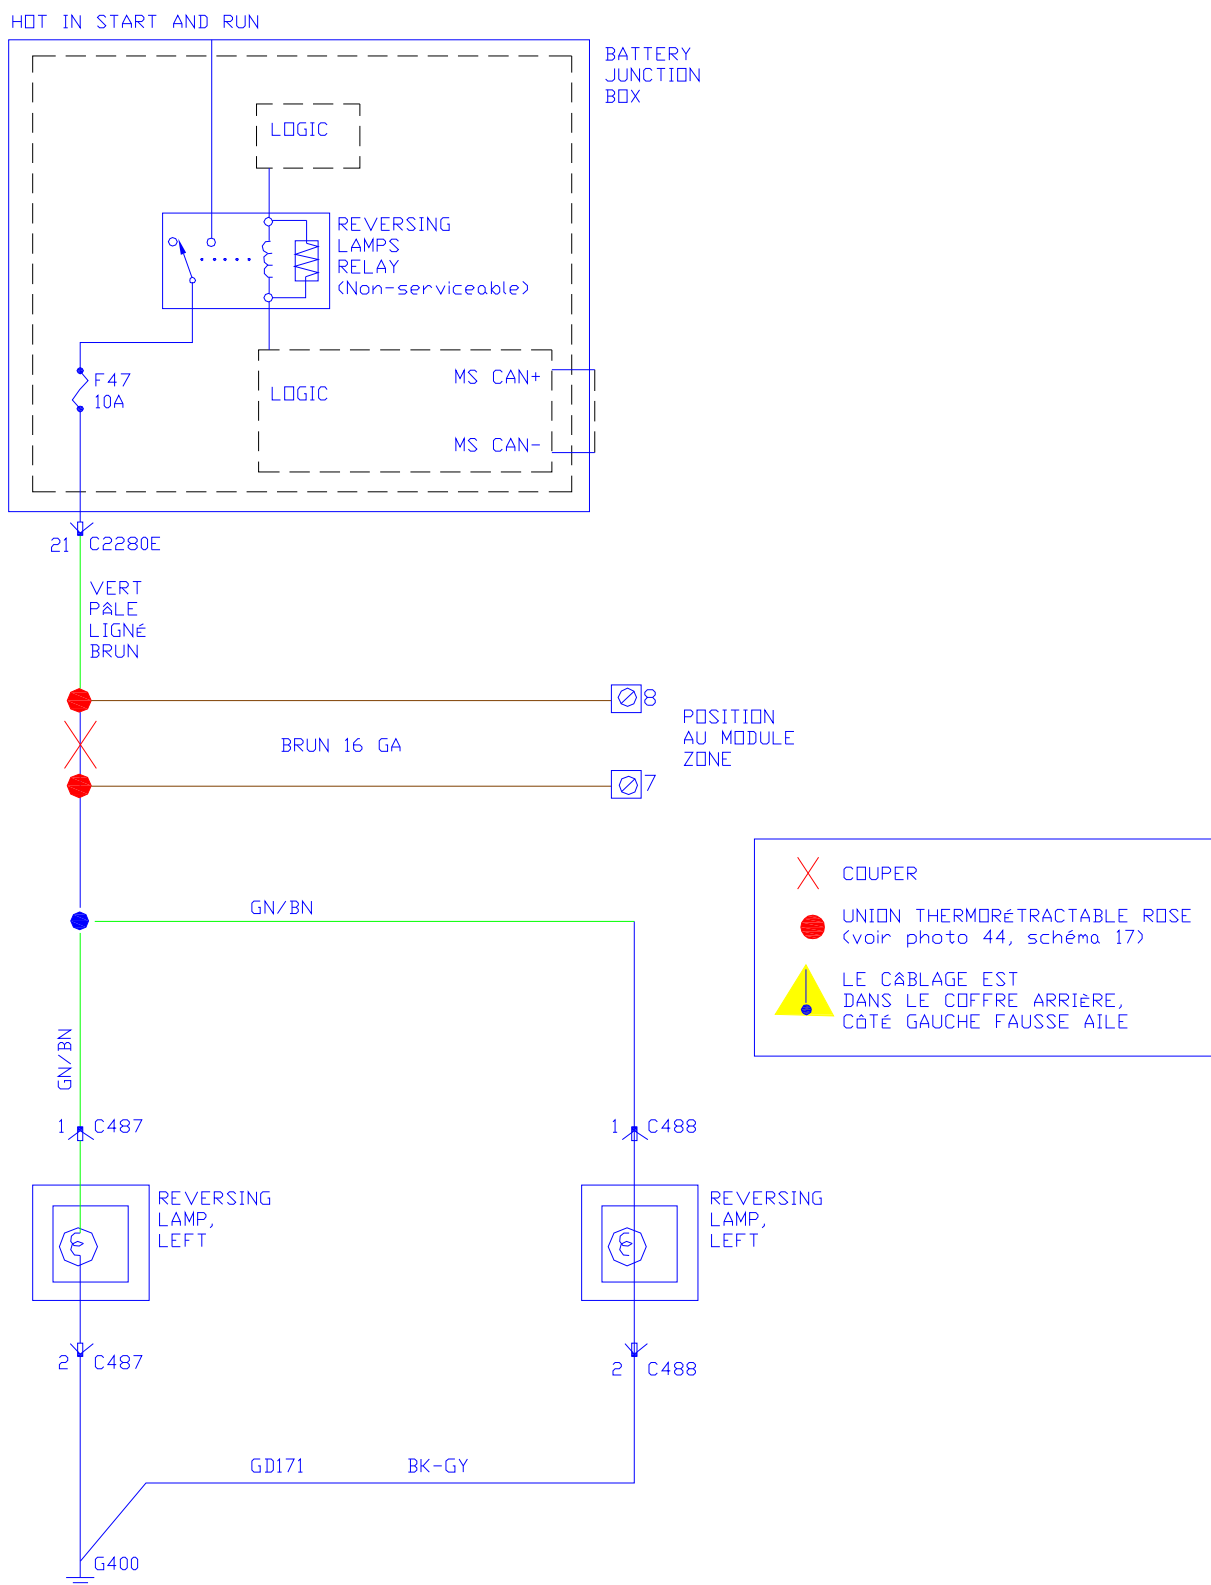 HOT IN START AND RUN
BATTERY
JUNCTION
BOX
LOGIC
REVERSING
LAMPS
RELAY
(Non-serviceable)
F47
10A
MS CAN+
LOGIC
MS CAN-
21 C2280E
VERT
PÂLE
LIGNÉ
BRUN
8
POSITION
AU MODULE
ZONE
BRUN 16 GA
7
COUPER
UNION THERMORÉTRACTABLE ROSE
(voir photo 44, schéma 17)
LE CÂBLAGE EST
DANS LE COFFRE ARRIÈRE,
CÔTÉ GAUCHE FAUSSE AILE
GN/BN
GN/BN
1 C487
1 C488
REVERSING
LAMP,
LEFT
REVERSING
LAMP,
LEFT
2 C487
2 C488
GD171 BK-GY
G400